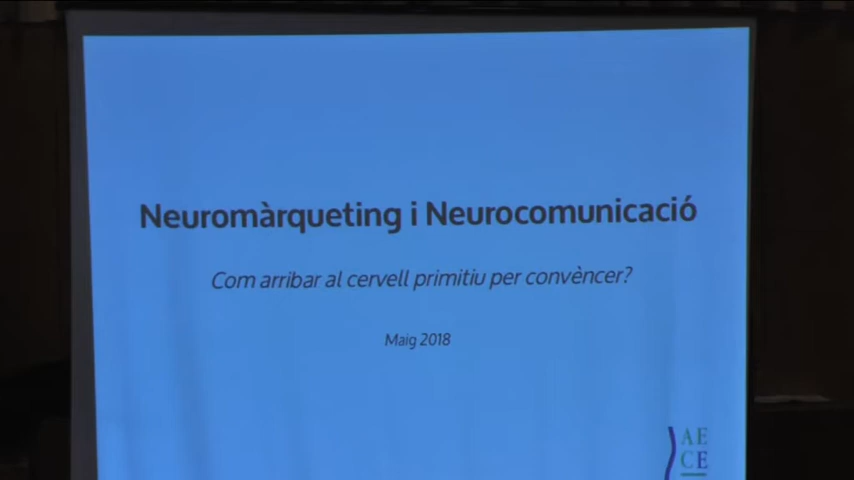 Neuromàrqueting i Neurocomunicació
Com arribar al cervell primitiu per convèncer?
Maig 2018
AE
CE